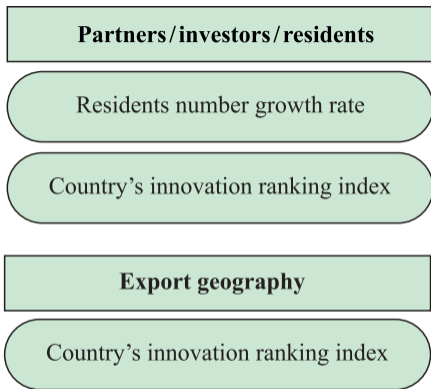 Partners/investors/residents
Residents number growth rate
Country’s innovation ranking index
Export geography
Country’s innovation ranking index